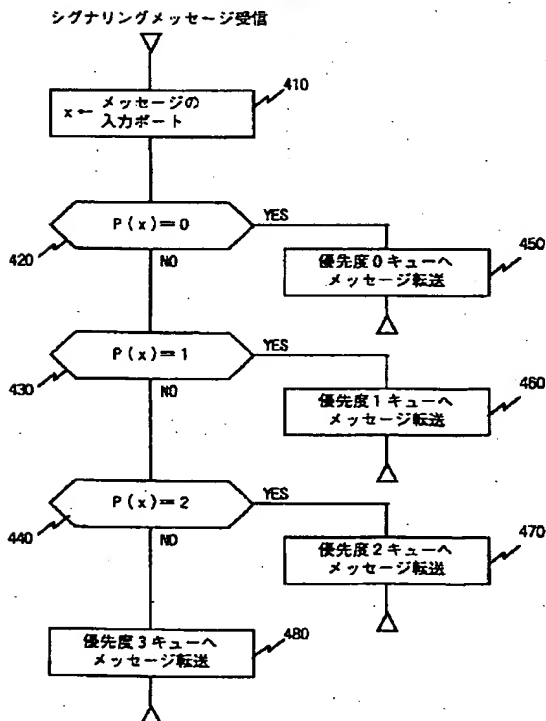 シグナリングメッセージ受信
410
x← メッセージの
入力ポート
P(x)=0
YES
420
NO
450
優先度0キューへ
メッセージ転送
P(x)=1
YES
430
NO
460
優先度1キューへ
メッセージ転送
P(x)=2
YES
440
NO
470
優先度2キューへ
メッセージ転送
480
優先度3キューへ
メッセージ転送